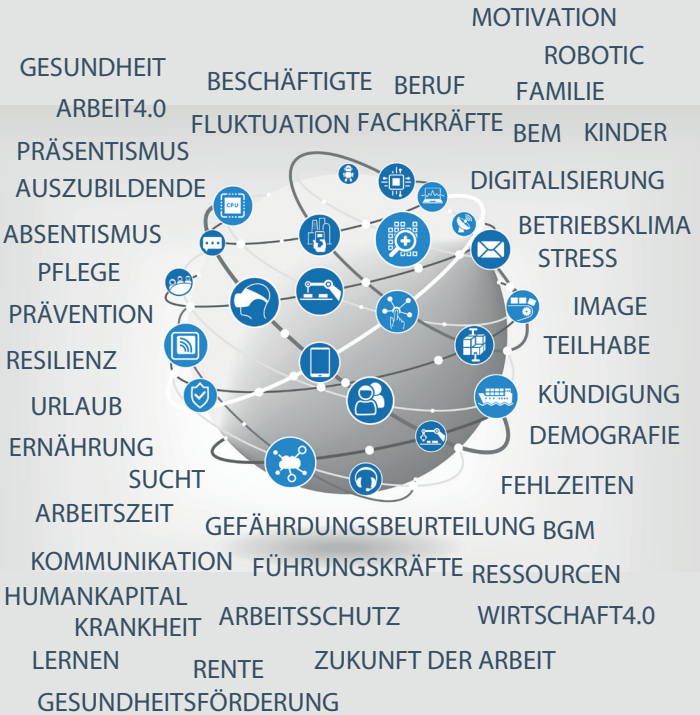 MOTIVATION
ROBOTIC
GESUNDHEIT
BESCHÄFTIGTE
BERUF
FAMILIE
ARBEIT4.0
FLUKTUATION
FACHKRÄFTE
BEM
KINDER
PRÄSENTISMUS
AUSZUBILDENDE
DIGITALISIERUNG
CPU
ABSENTISMUS
BETRIEBSKLIMA
STRESS
PFLEGE
PRÄVENTION
IMAGE
RESILIENZ
TEILHABE
URLAUB
KÜNDIGUNG
ERNÄHRUNG
DEMOGRAFIE
SUCHT
FEHLZEITEN
ARBEITSZEIT
GEFÄHRDUNGSBEURTEILUNG
BGM
KOMMUNIKATION
FÜHRUNGSKRÄFTE
RESSOURCEN
HUMANKAPITAL
KRANKHEIT
ARBEITSSCHUTZ
WIRTSCHAFT4.0
LERNEN
RENTE
ZUKUNFT DER ARBEIT
GESUNDHEITSFÖRDERUNG